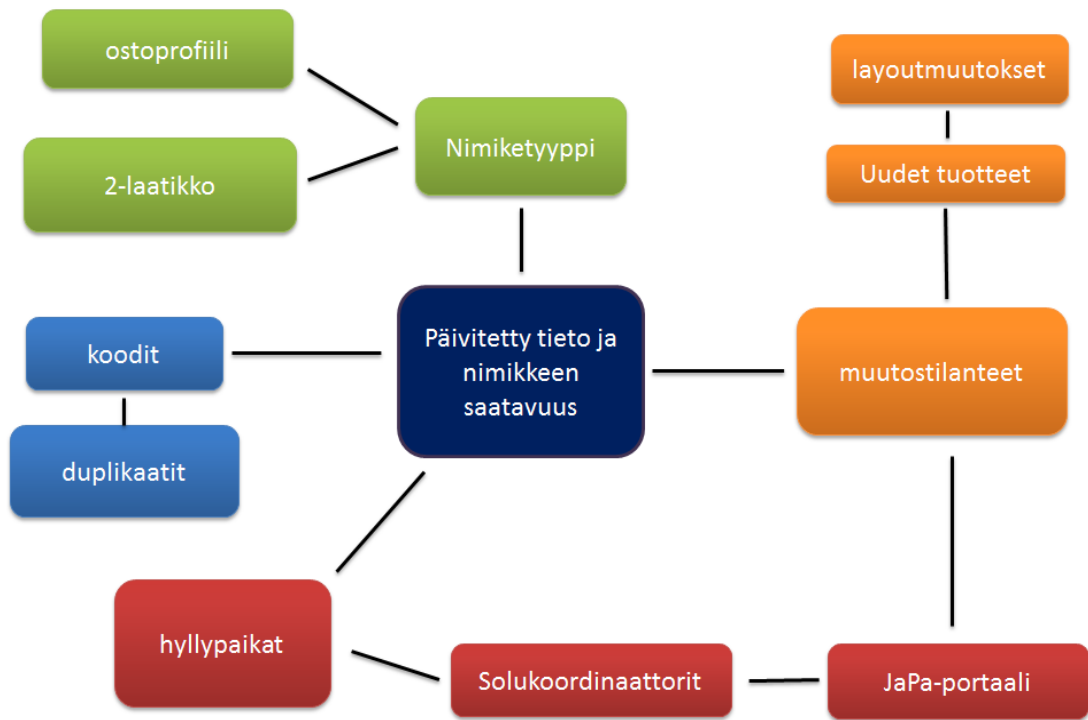 ostoprofiili
layoutmuutokset
Nimiketyyppi
2-laatikko
Uudet tuotteet
Päivitetty tieto ja
nimikkeen
saatavuus
koodit
muutostilanteet
duplikaatit
hyllypaikat
Solukoordinaattorit
JaPa-portaali